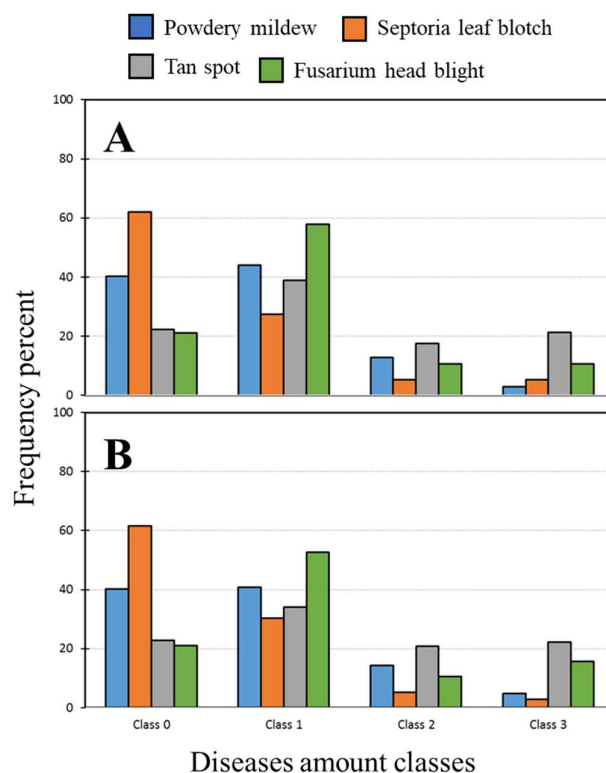 Powdery mildew Septoria leaf blotch
Tan spot Fusarium head blight
100
A
80
60
40
20
0
100
B
80
60
40
20
0
Frequency percent
Class 0 Class 1 Class 2 Class 3
Diseases amount classes